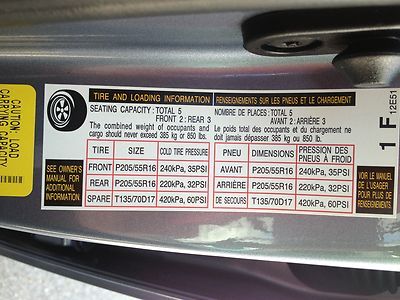 CAUTION: LOAD
CARRYING CAPACITY
TIRE AND LOADING INFORMATION
SEATING CAPACITY: TOTAL 5
FRONT 2: REAR 3
The combined weight of occupants and
cargo should never exceed 385 kg or 850 lb.
SEE OWNER'S
MANUAL FOR
ADDITIONAL
INFORMATION.
TIRE SIZE COLD TIRE PRESSURE
FRONT P205/55R16 240kPa, 35PSI
REAR P205/55R16 220kPa, 32PSI
SPARE T135/70D17 420kPa, 60PSI
RENSEIGNEMENTS SUR LES PNEUS ET LE CHARGEMENT
NOMBRE DE PLACES: TOTAL 5
AVANT 2: ARRIÈRE 3
Le poids total des occupants et du chargement
doit jamais dépasser 385 kg ou 850 lb.
PNEU DIMENSIONS PRESSION DES PNEUS À FROID
AVANT P205/55R16 240kPa, 35PSI
ARRIÈRE P205/55R16 220kPa, 32PSI
DE SECOURS T135/70D17 420kPa, 60PSI
VOIR LE MANUEL
DE L'USAGER
POUR PLUS DE
RENSEIGNEMENTS
1 F 12E51